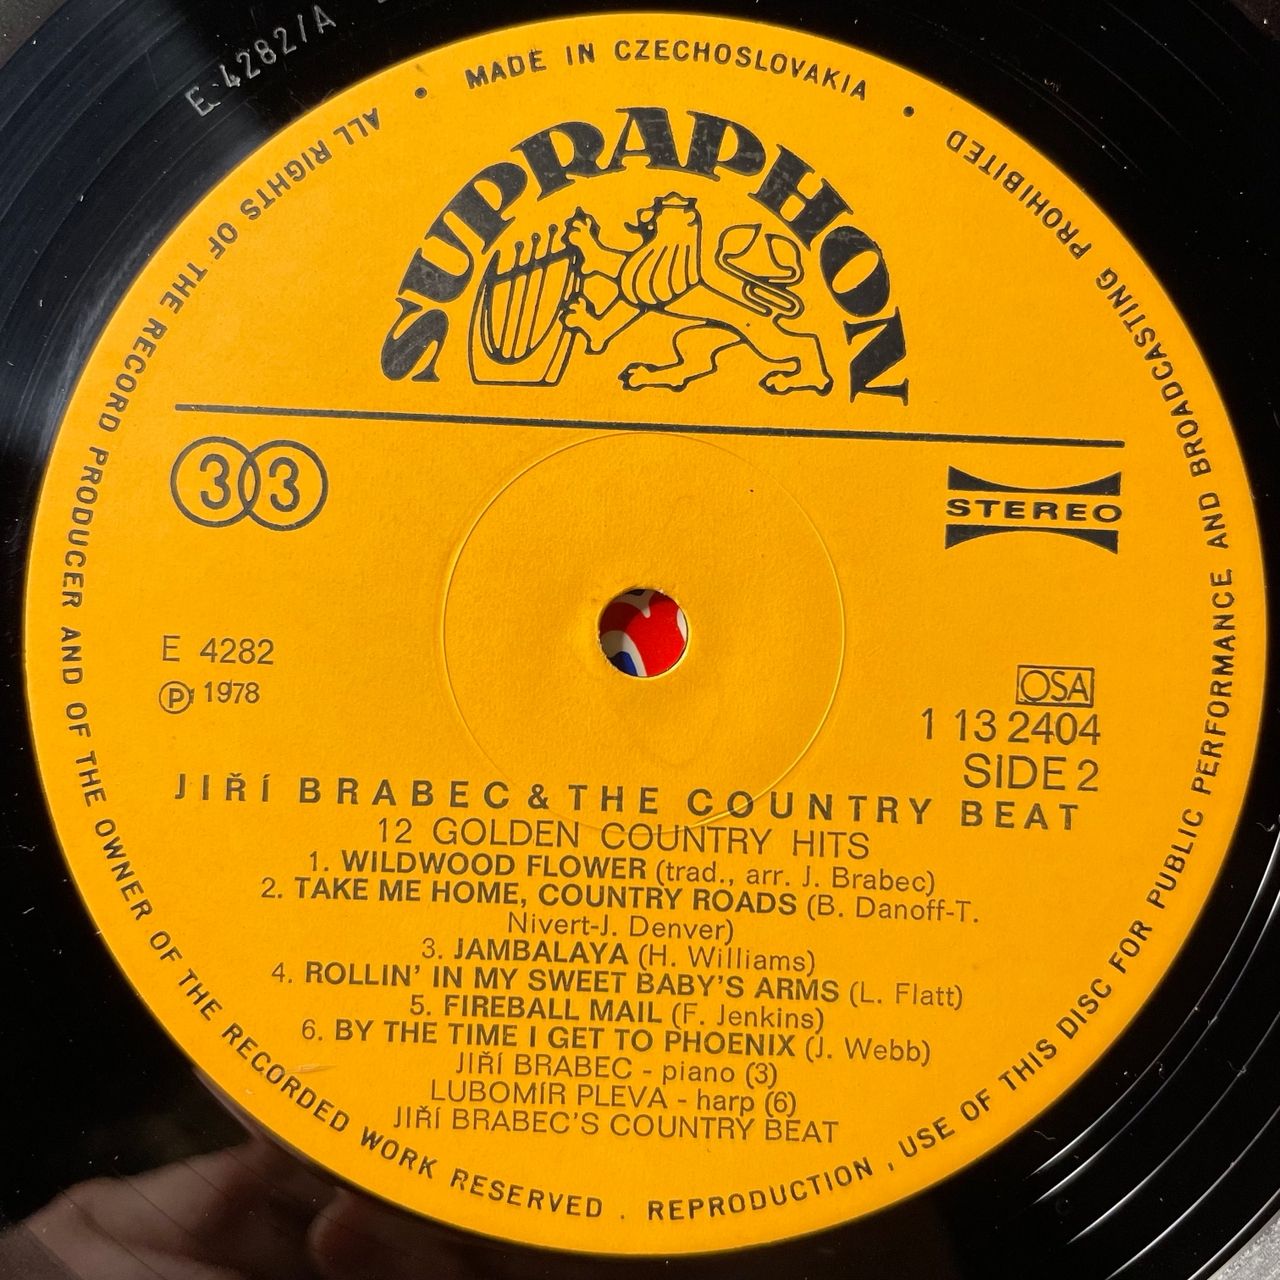 E 4282/A
MADE IN CZECHOSLOVAKIA
ALL RIGHTS OF THE RECORD PRODUCER AND OF THE OWNER OF THE RECORDED WORK RESERVED . REPRODUCTION , USE OF THIS DISC FOR PUBLIC PERFORMANCE AND BROADCASTING PROHIBITED
SUPRAPHON
33
STEREO
E 4282
Ⓟ 1978
OSA
1 13 2404
SIDE 2
JIŘÍ BRABEC & THE COUNTRY BEAT
12 GOLDEN COUNTRY HITS
1. WILDWOOD FLOWER (trad., arr. J. Brabec)
2. TAKE ME HOME, COUNTRY ROADS (B. Danoff-T.
Nivert-J. Denver)
3. JAMBALAYA (H. Williams)
4. ROLLIN' IN MY SWEET BABY'S ARMS (L. Flatt)
5. FIREBALL MAIL (F. Jenkins)
6. BY THE TIME I GET TO PHOENIX (J. Webb)
JIŘÍ BRABEC - piano (3)
LUBOMÍR PLEVA - harp (6)
JIŘÍ BRABEC'S COUNTRY BEAT